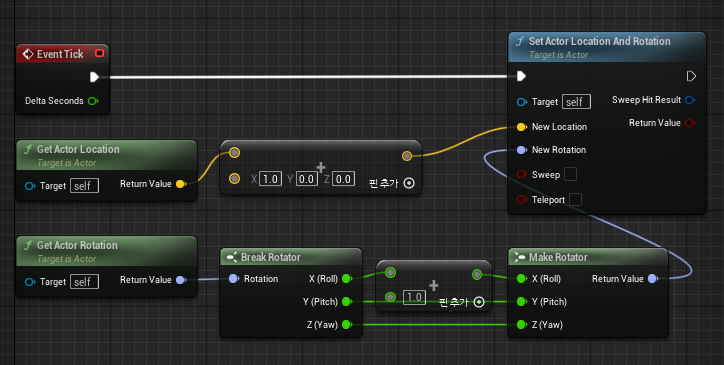 Event Tick
Delta Seconds
f Get Actor Location
Target is Actor
Target self
Return Value
X 1.0 Y 0.0 Z 0.0
+
핀 추가
f Set Actor Location And Rotation
Target is Actor
Target self
Sweep Hit Result
New Location
Return Value
New Rotation
Sweep
Teleport
f Get Actor Rotation
Target is Actor
Target self
Return Value
Break Rotator
Rotation
X (Roll)
Y (Pitch)
Z (Yaw)
+
1.0
핀 추가
Make Rotator
X (Roll)
Return Value
Y (Pitch)
Z (Yaw)